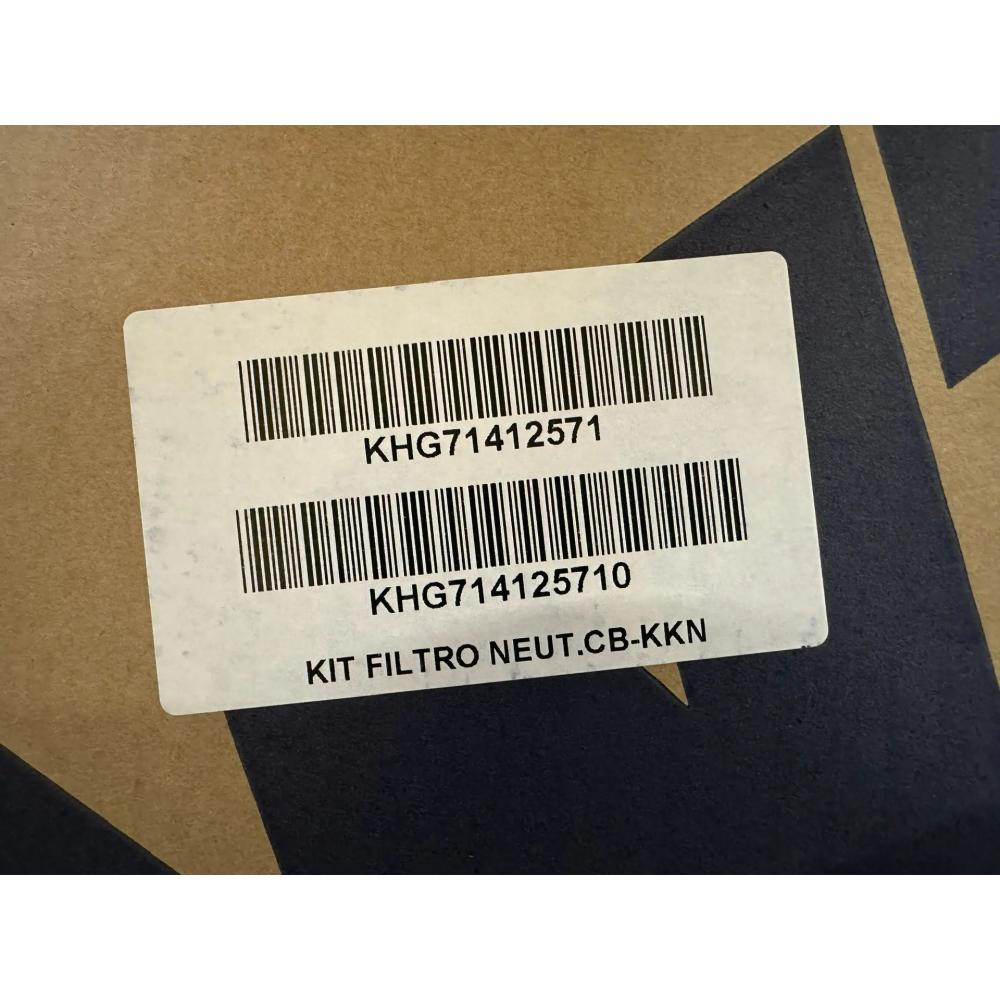 KHG71412571
KHG714125710
KIT FILTRO NEUT.CB-KKN